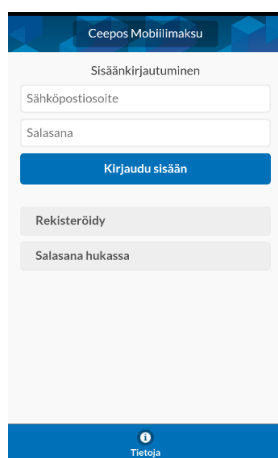 Ceepos Mobiilimaksu
Sisäänkirjautuminen
Sähköpostiosoite
Salasana
Kirjaudu sisään
Rekisteröidy
Salasana hukassa
Tietoja